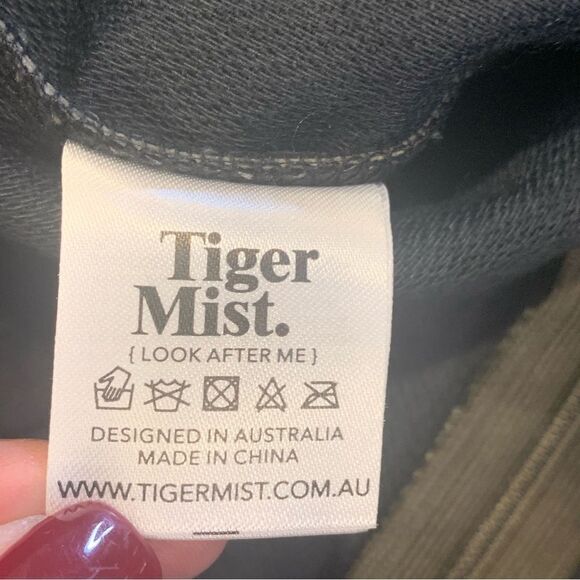 Tiger
Mist.
{ LOOK AFTER ME }
DESIGNED IN AUSTRALIA
MADE IN CHINA
WWW.TIGERMIST.COM.AU